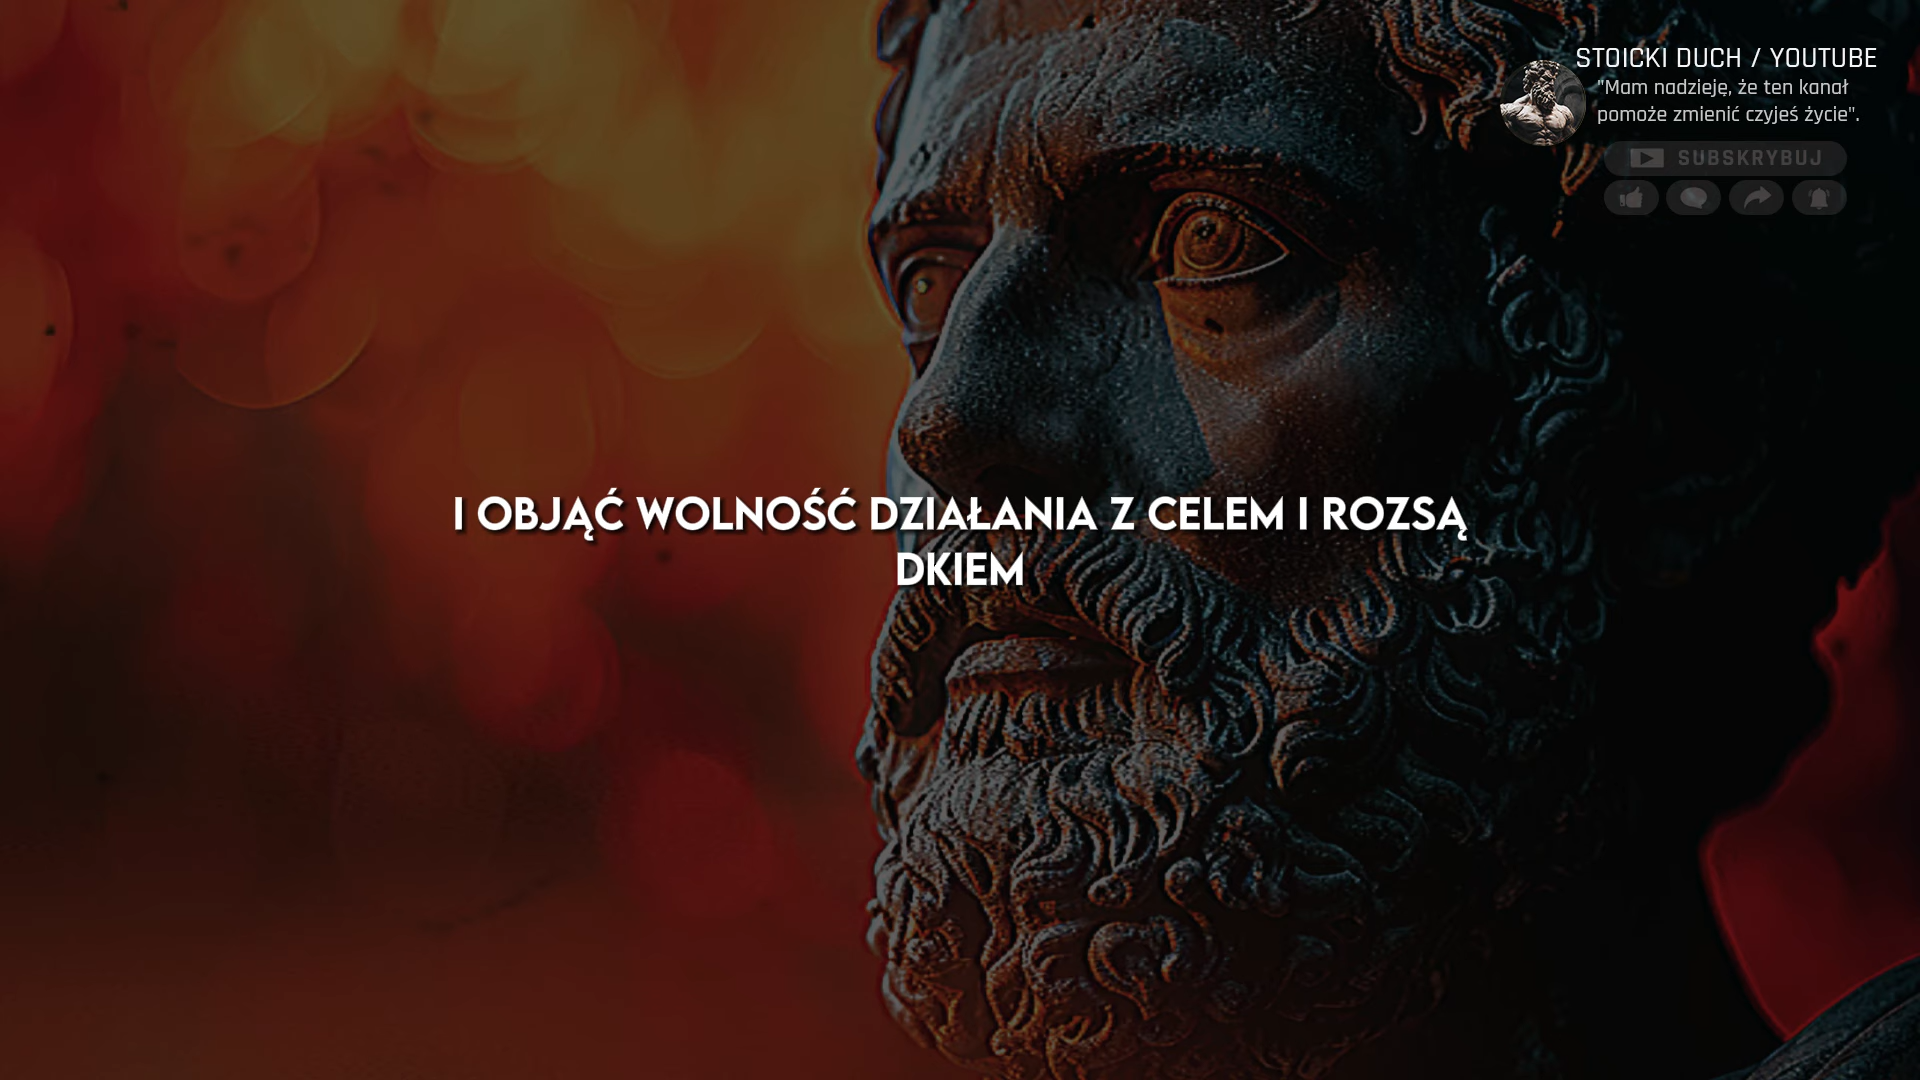 STOICKI DUCH / YOUTUBE
"Mam nadzieję, że ten kanał
pomoże zmienić czyjeś życie".
SUBSKRYBUJ
I OBJĄĆ WOLNOŚĆ DZIAŁANIA Z CELEM I ROZSĄ
DKIEM